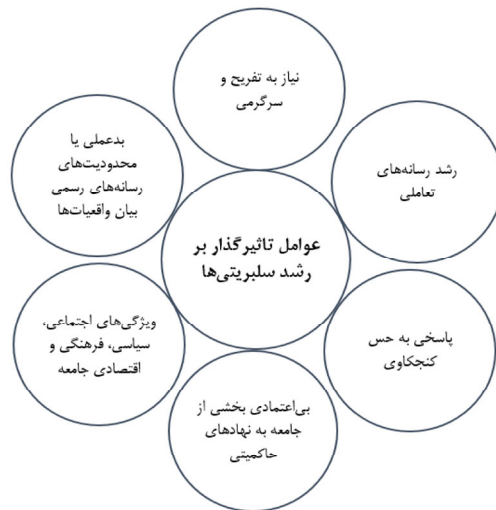 نیاز به تفریح و
سرگرمی
رشد رسانه‌های
تعاملی
پاسخی به حس
کنجکاوی
بی‌اعتمادی بخشی از
جامعه به نهادهای
حاکمیتی
ویژگی‌های اجتماعی،
سیاسی، فرهنگی و
اقتصادی جامعه
بدعملی یا
محدودیت‌های
رسانه‌های رسمی
بیان واقعیات‌ها
عوامل تاثیرگذار بر
رشد سلبریتی‌ها